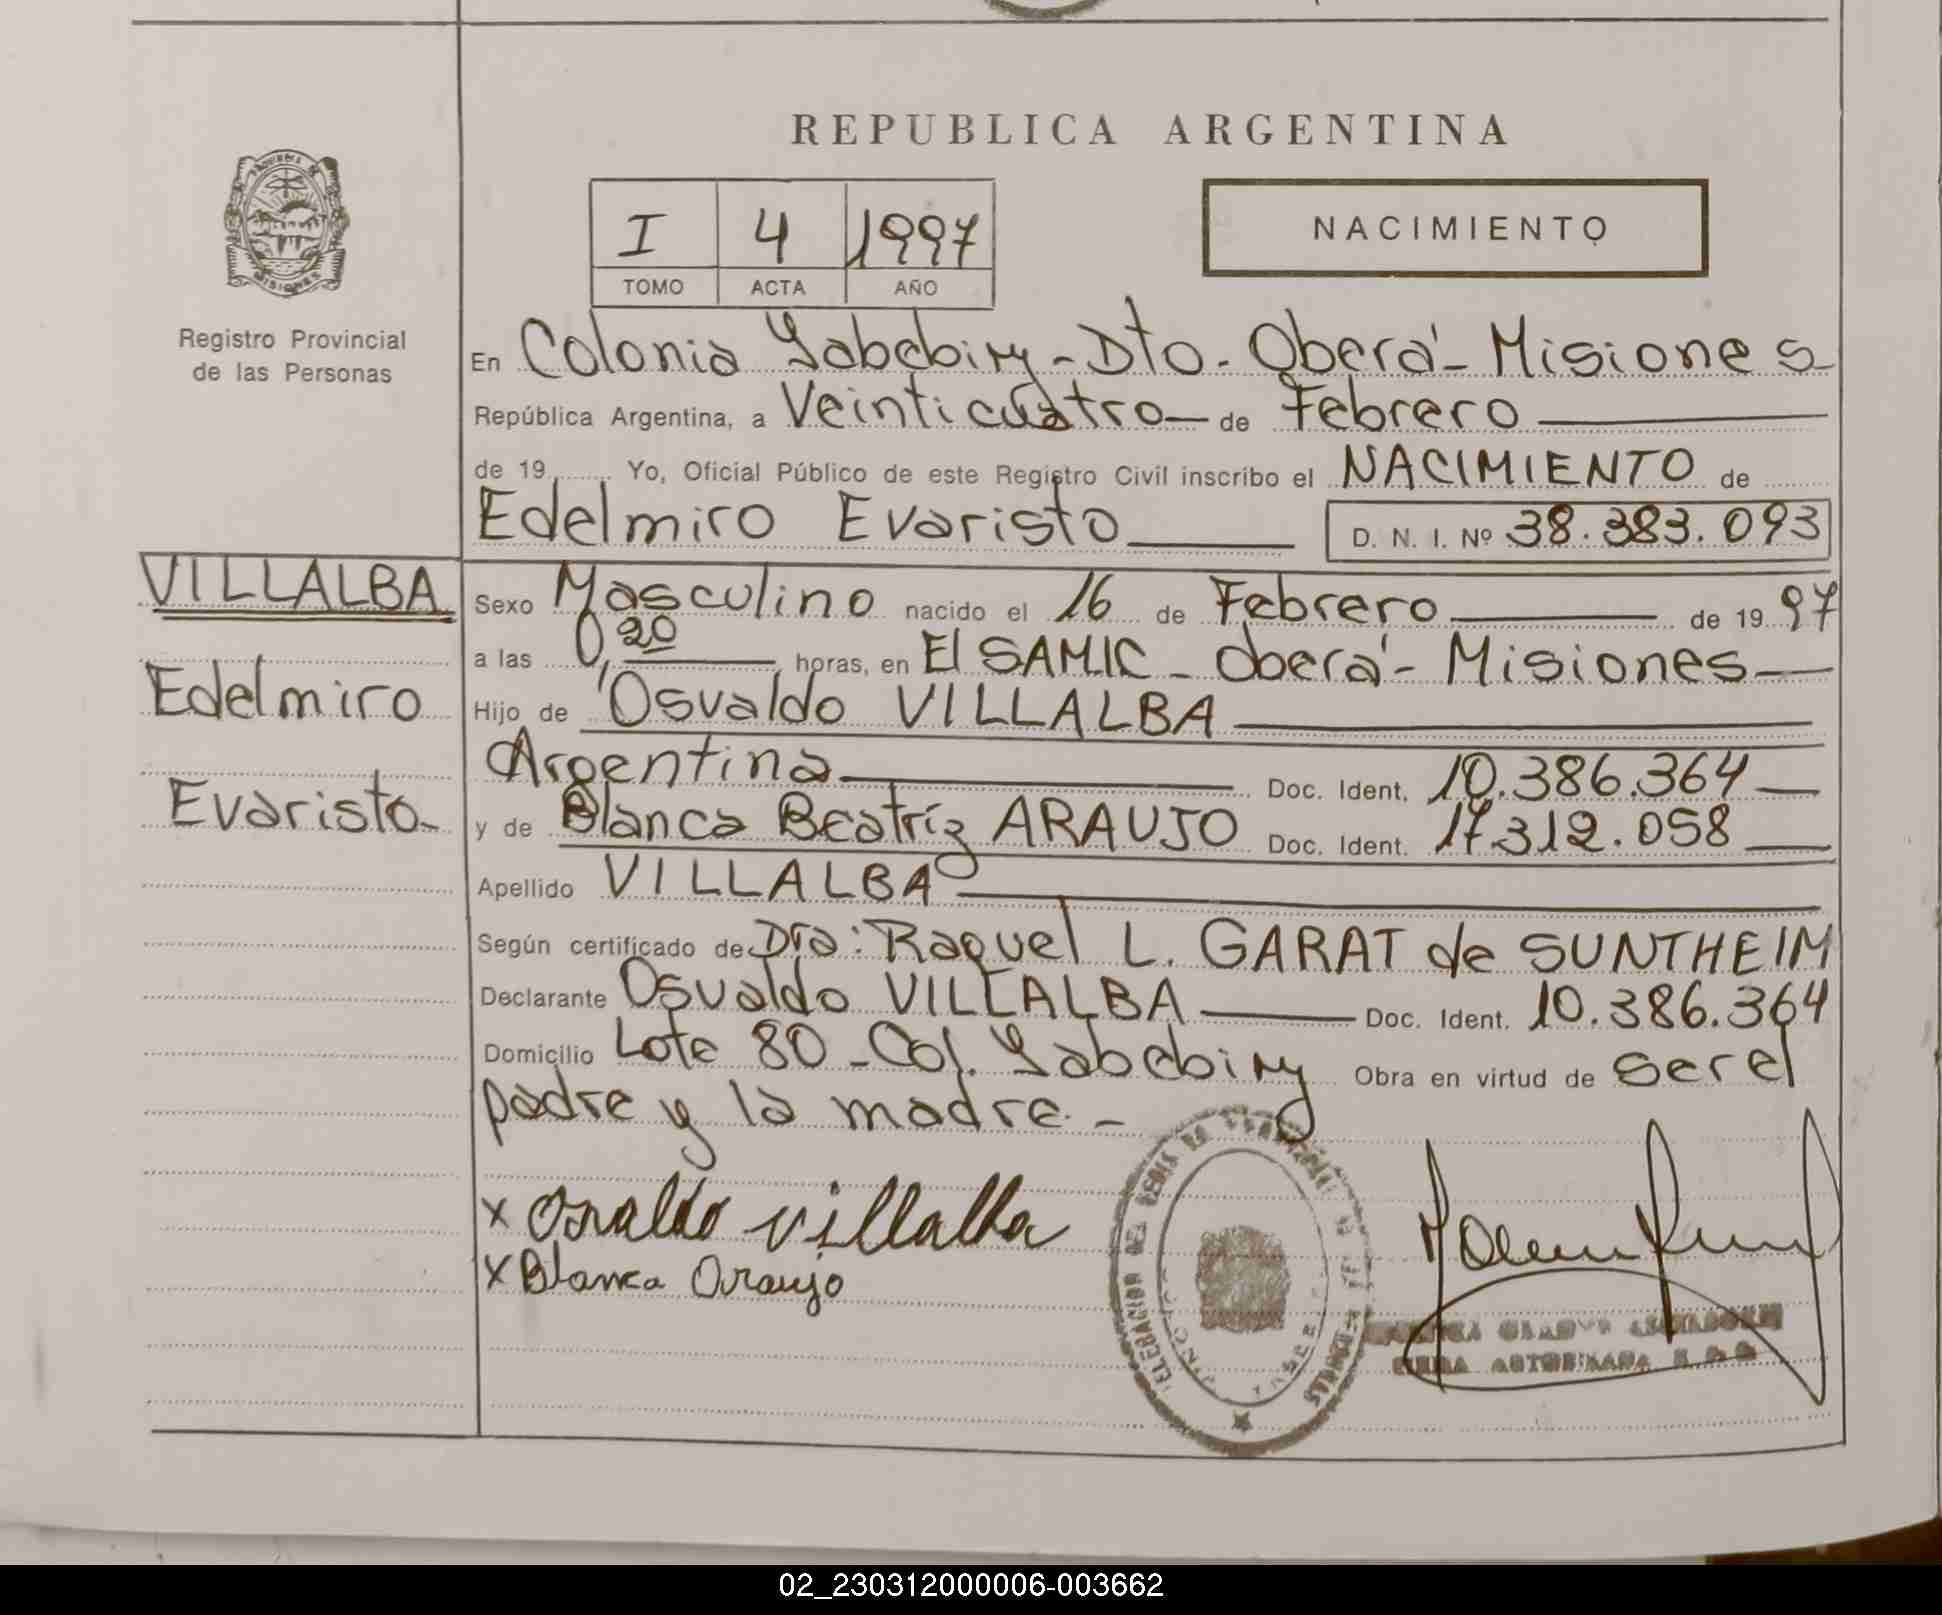 REPUBLICA ARGENTINA
I 4 1997
TOMO ACTA AÑO
NACIMIENTO
Registro Provincial
de las Personas
En Colonia Yabebiry - Dto. Oberá - Misiones
República Argentina, a Veinticuatro de Febrero
de 19 Yo, Oficial Público de este Registro Civil inscribo el NACIMIENTO de
Edelmiro Evaristo D. N. I. Nº 38.383.093
VILLALBA
Edelmiro
Evaristo.-
Sexo Masculino nacido el 16 de Febrero de 19 97
a las 0,20 horas, en El SAMIC - Oberá - Misiones
Hijo de Osvaldo VILLALBA
Argentina Doc. Ident. 10.386.364
y de Blanca Beatríz ARAUJO Doc. Ident. 17.312.058
Apellido VILLALBA
Según certificado de Dra: Raquel L. GARAT de SUNTHEIM
Declarante Osvaldo VILLALBA Doc. Ident. 10.386.364
Domicilio Lote 80 - Col. Yabebiry Obra en virtud de ser el
padre y la madre. -
x Osvaldo villalba
x Blanca Araujo
02_230312000006-003662